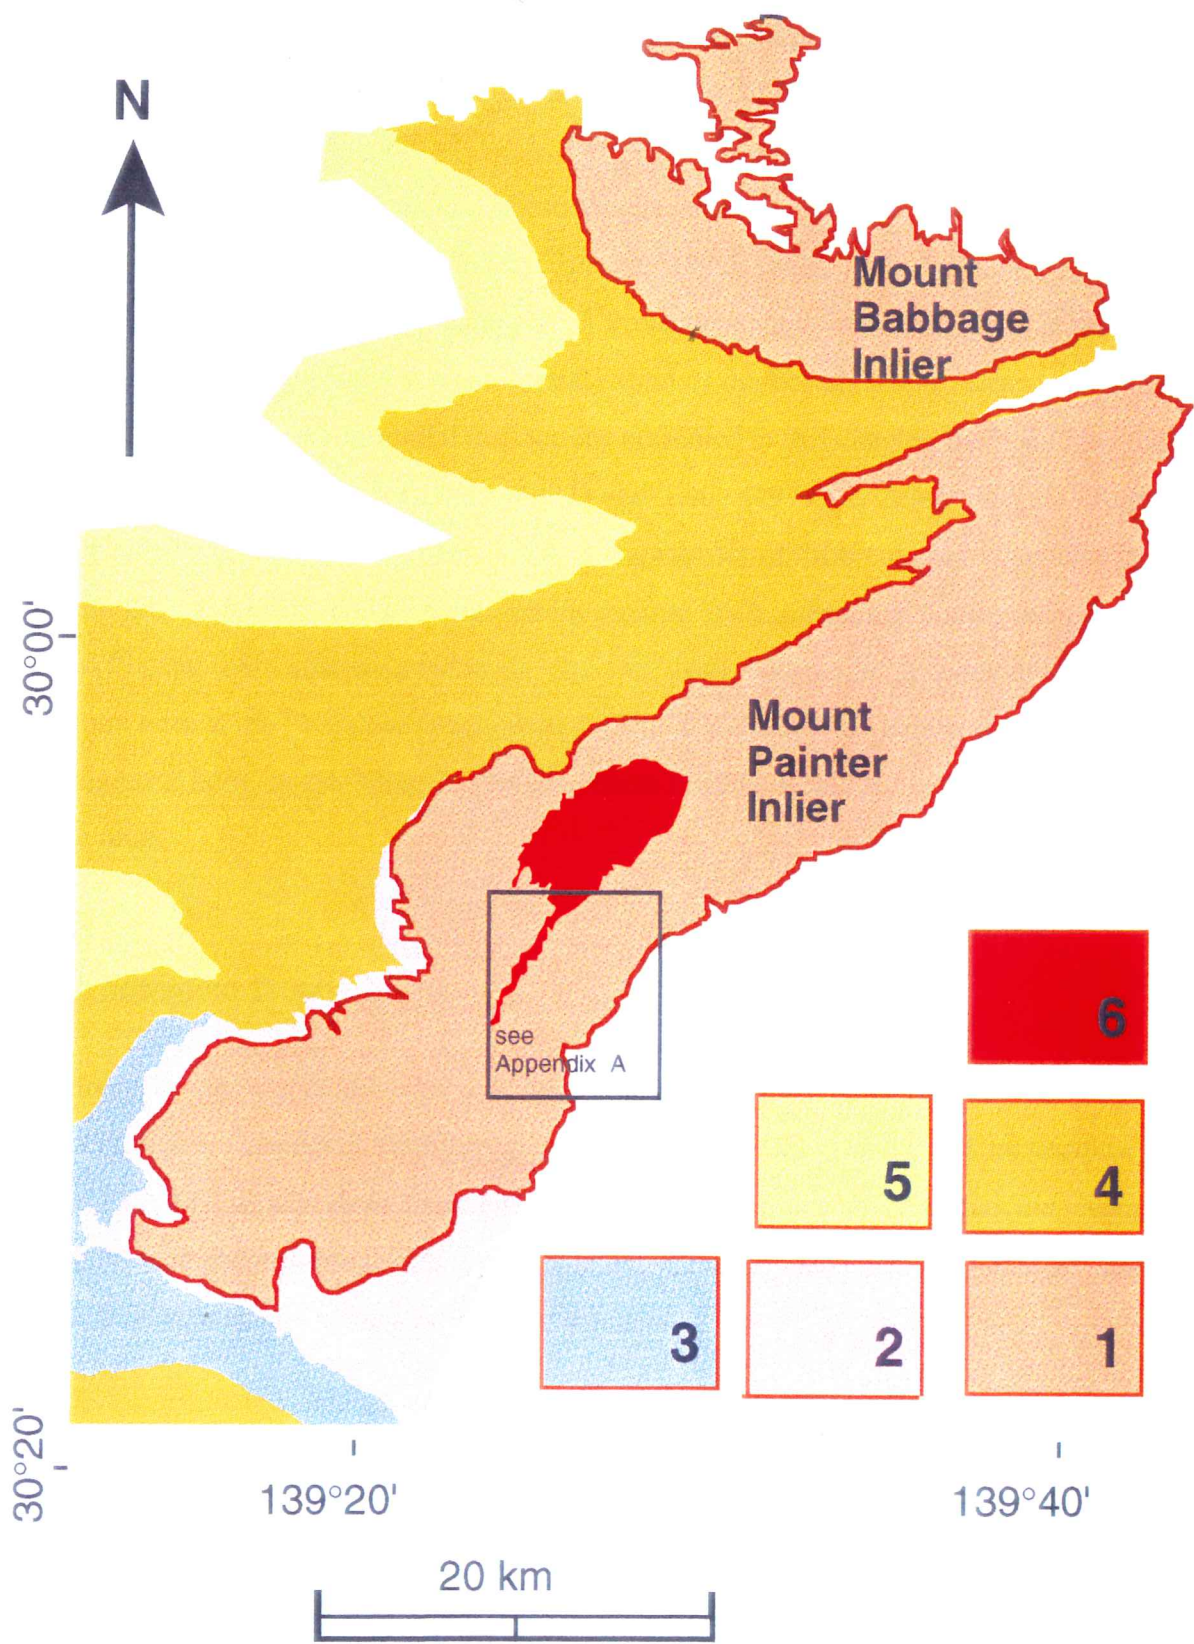 N
Mount
Babbage
Inlier
30°00'
Mount
Painter
Inlier
see
Appendix A
6
5
4
3
2
1
30°20'
139°20'
139°40'
20 km